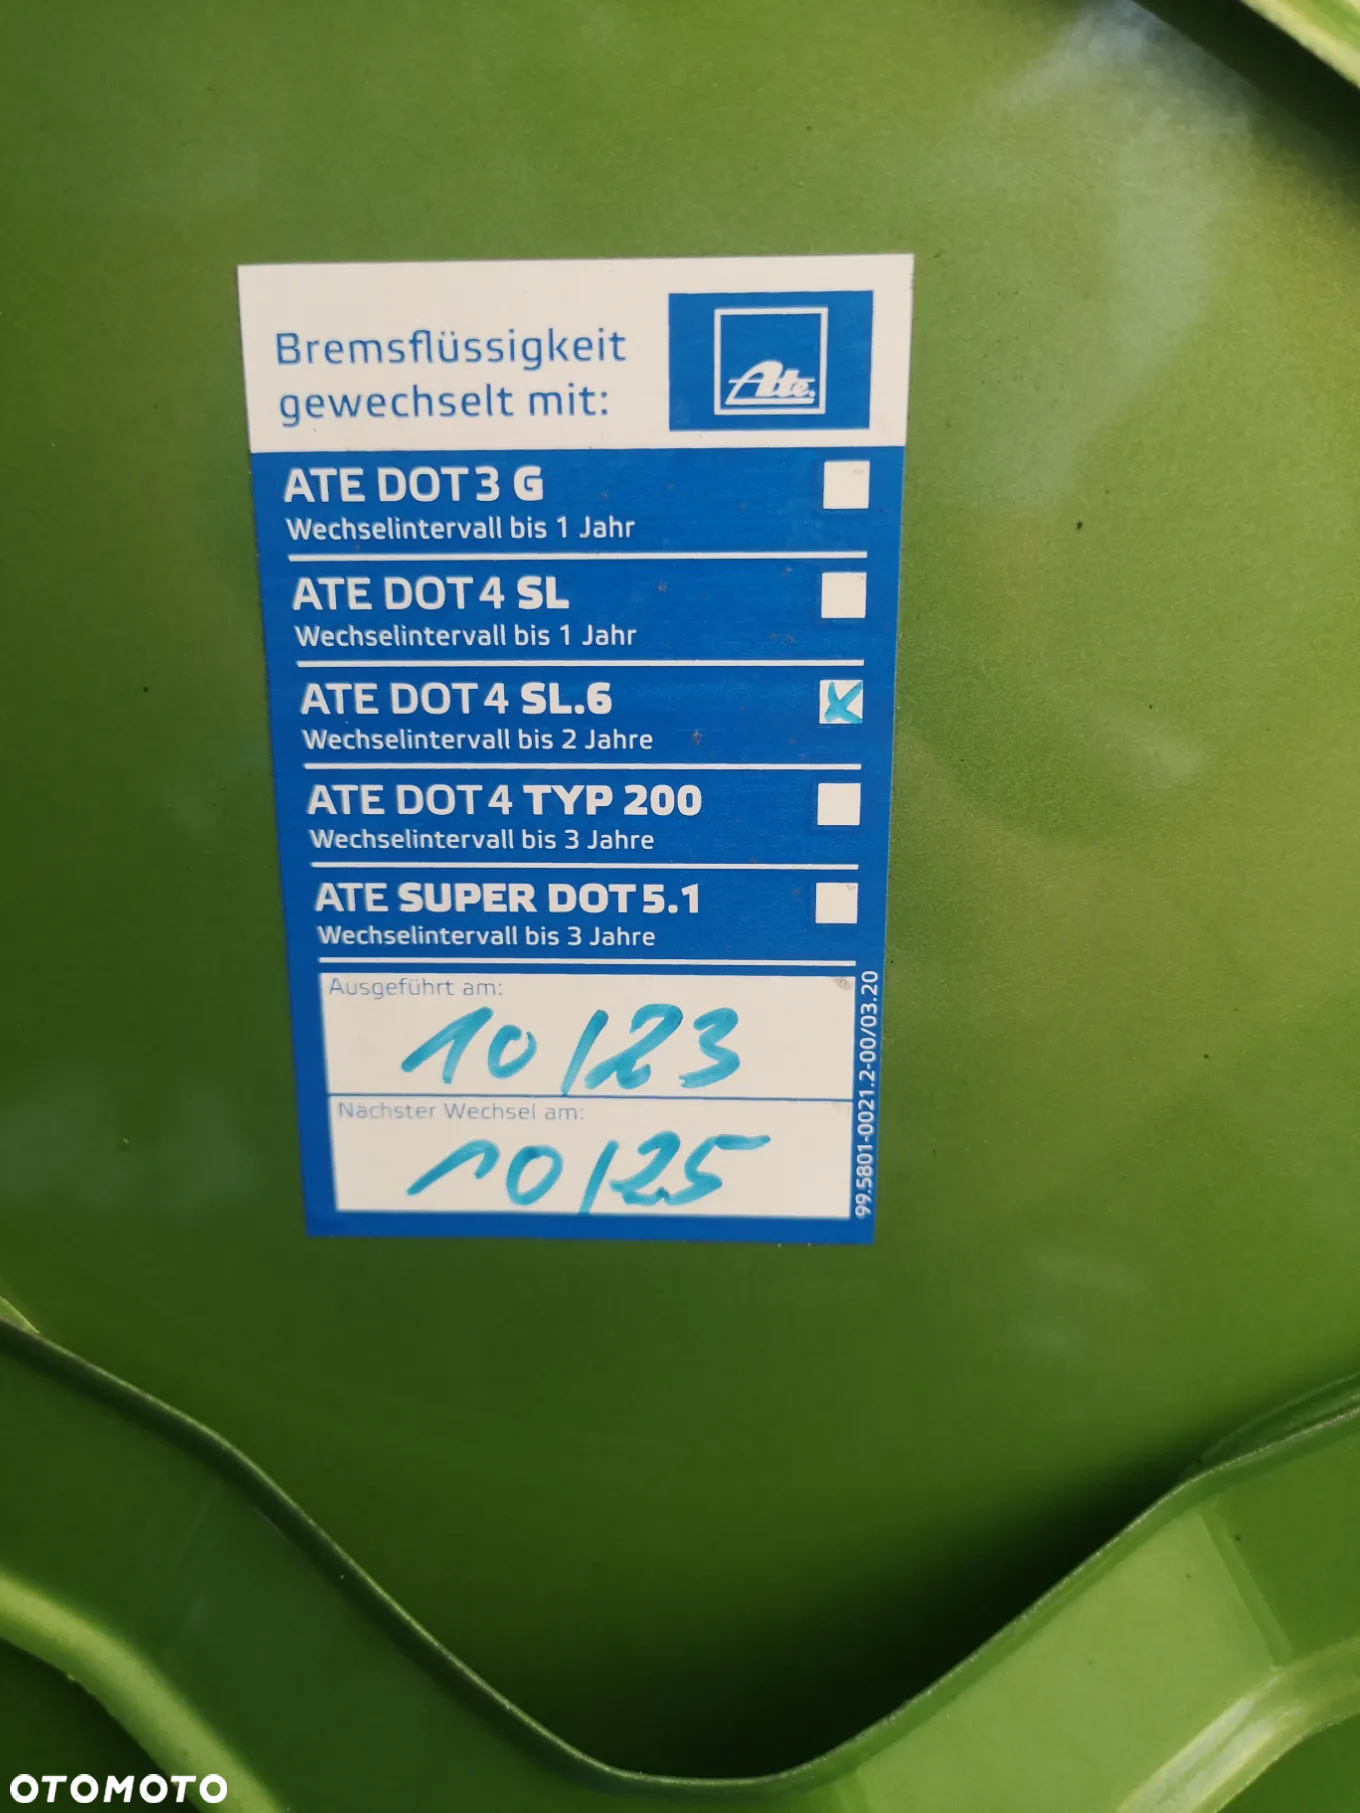 Bremsflüssigkeit
gewechselt mit:
Ate.
ATE DOT 3 G
Wechselintervall bis 1 Jahr
ATE DOT 4 SL
Wechselintervall bis 1 Jahr
ATE DOT 4 SL.6
Wechselintervall bis 2 Jahre
ATE DOT 4 TYP 200
Wechselintervall bis 3 Jahre
ATE SUPER DOT 5.1
Wechselintervall bis 3 Jahre
Ausgeführt am:
10/23
Nächster Wechsel am:
10/25
99.5801-0021.2-00/03.20
OTOMOTO